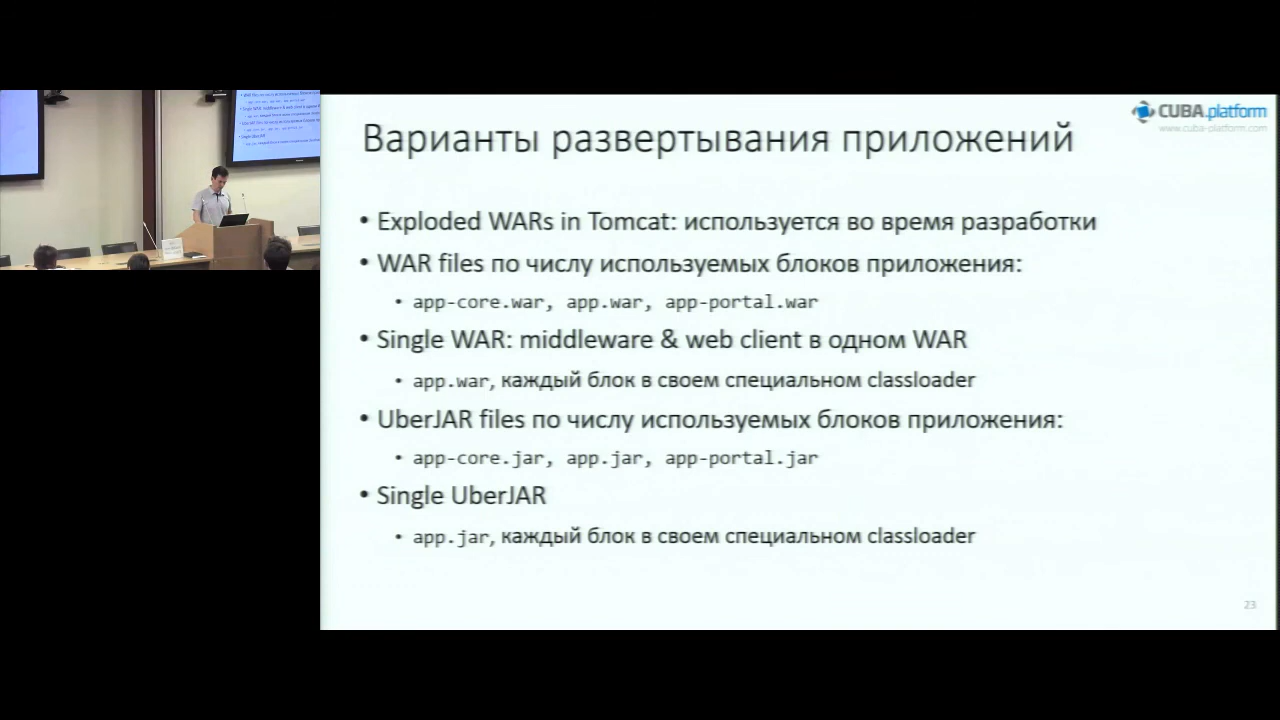 CUBA.platform
www.cuba-platform.com
Варианты развертывания приложений
• Exploded WARs in Tomcat: используется во время разработки
• WAR files по числу используемых блоков приложения:
• app-core.war, app.war, app-portal.war
• Single WAR: middleware & web client в одном WAR
• app.war, каждый блок в своем специальном classloader
• UberJAR files по числу используемых блоков приложения:
• app-core.jar, app.jar, app-portal.jar
• Single UberJAR
• app.jar, каждый блок в своем специальном classloader
23